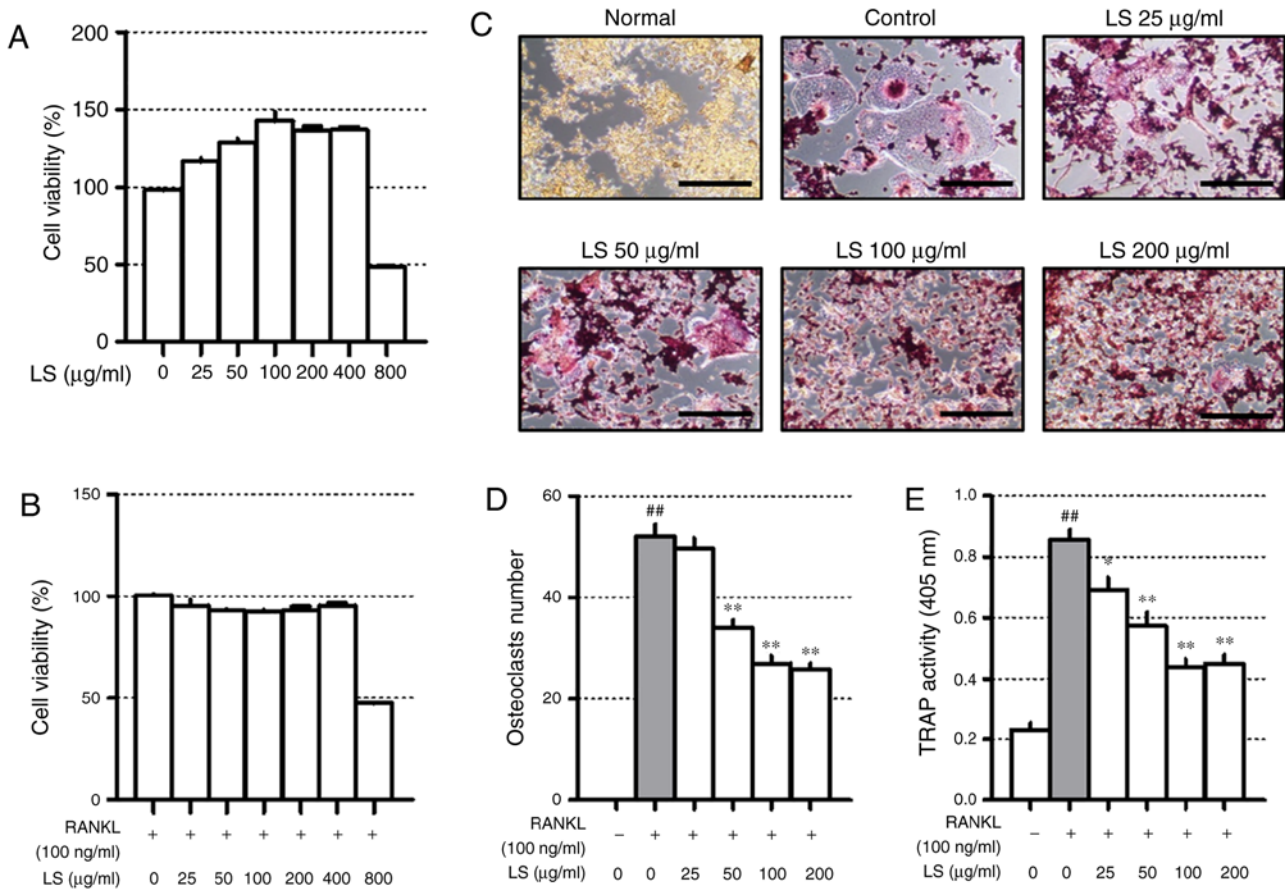 A
200
150
100
50
0
Cell viability (%)
LS (μg/ml)
0 25 50 100 200 400 800
B
150
100
50
0
Cell viability (%)
RANKL + + + + + + +
(100 ng/ml)
LS (μg/ml) 0 25 50 100 200 400 800
C
Normal Control LS 25 μg/ml
LS 50 μg/ml LS 100 μg/ml LS 200 μg/ml
D
60
40
20
0
Osteoclasts number
##
**
**
**
RANKL – + + + + +
(100 ng/ml)
LS (μg/ml) 0 0 25 50 100 200
E
1.0
0.8
0.6
0.4
0.2
0.0
TRAP activity (405 nm)
##
*
**
**
**
RANKL – + + + + +
(100 ng/ml)
LS (μg/ml) 0 0 25 50 100 200